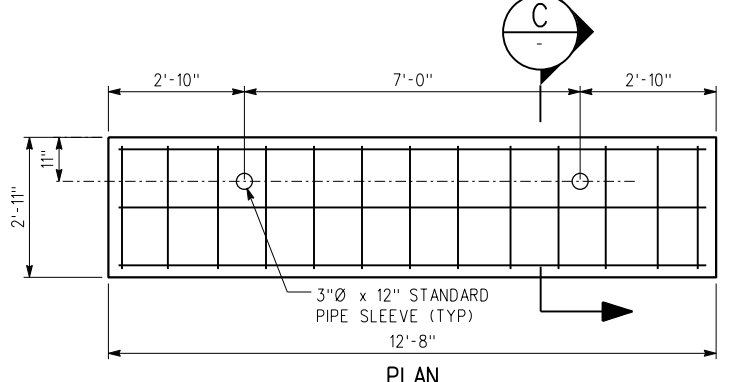 C
-
2'-10" 7'-0" 2'-10"
11"
2'-11"
3"Ø x 12" STANDARD
PIPE SLEEVE (TYP)
12'-8"
PLAN